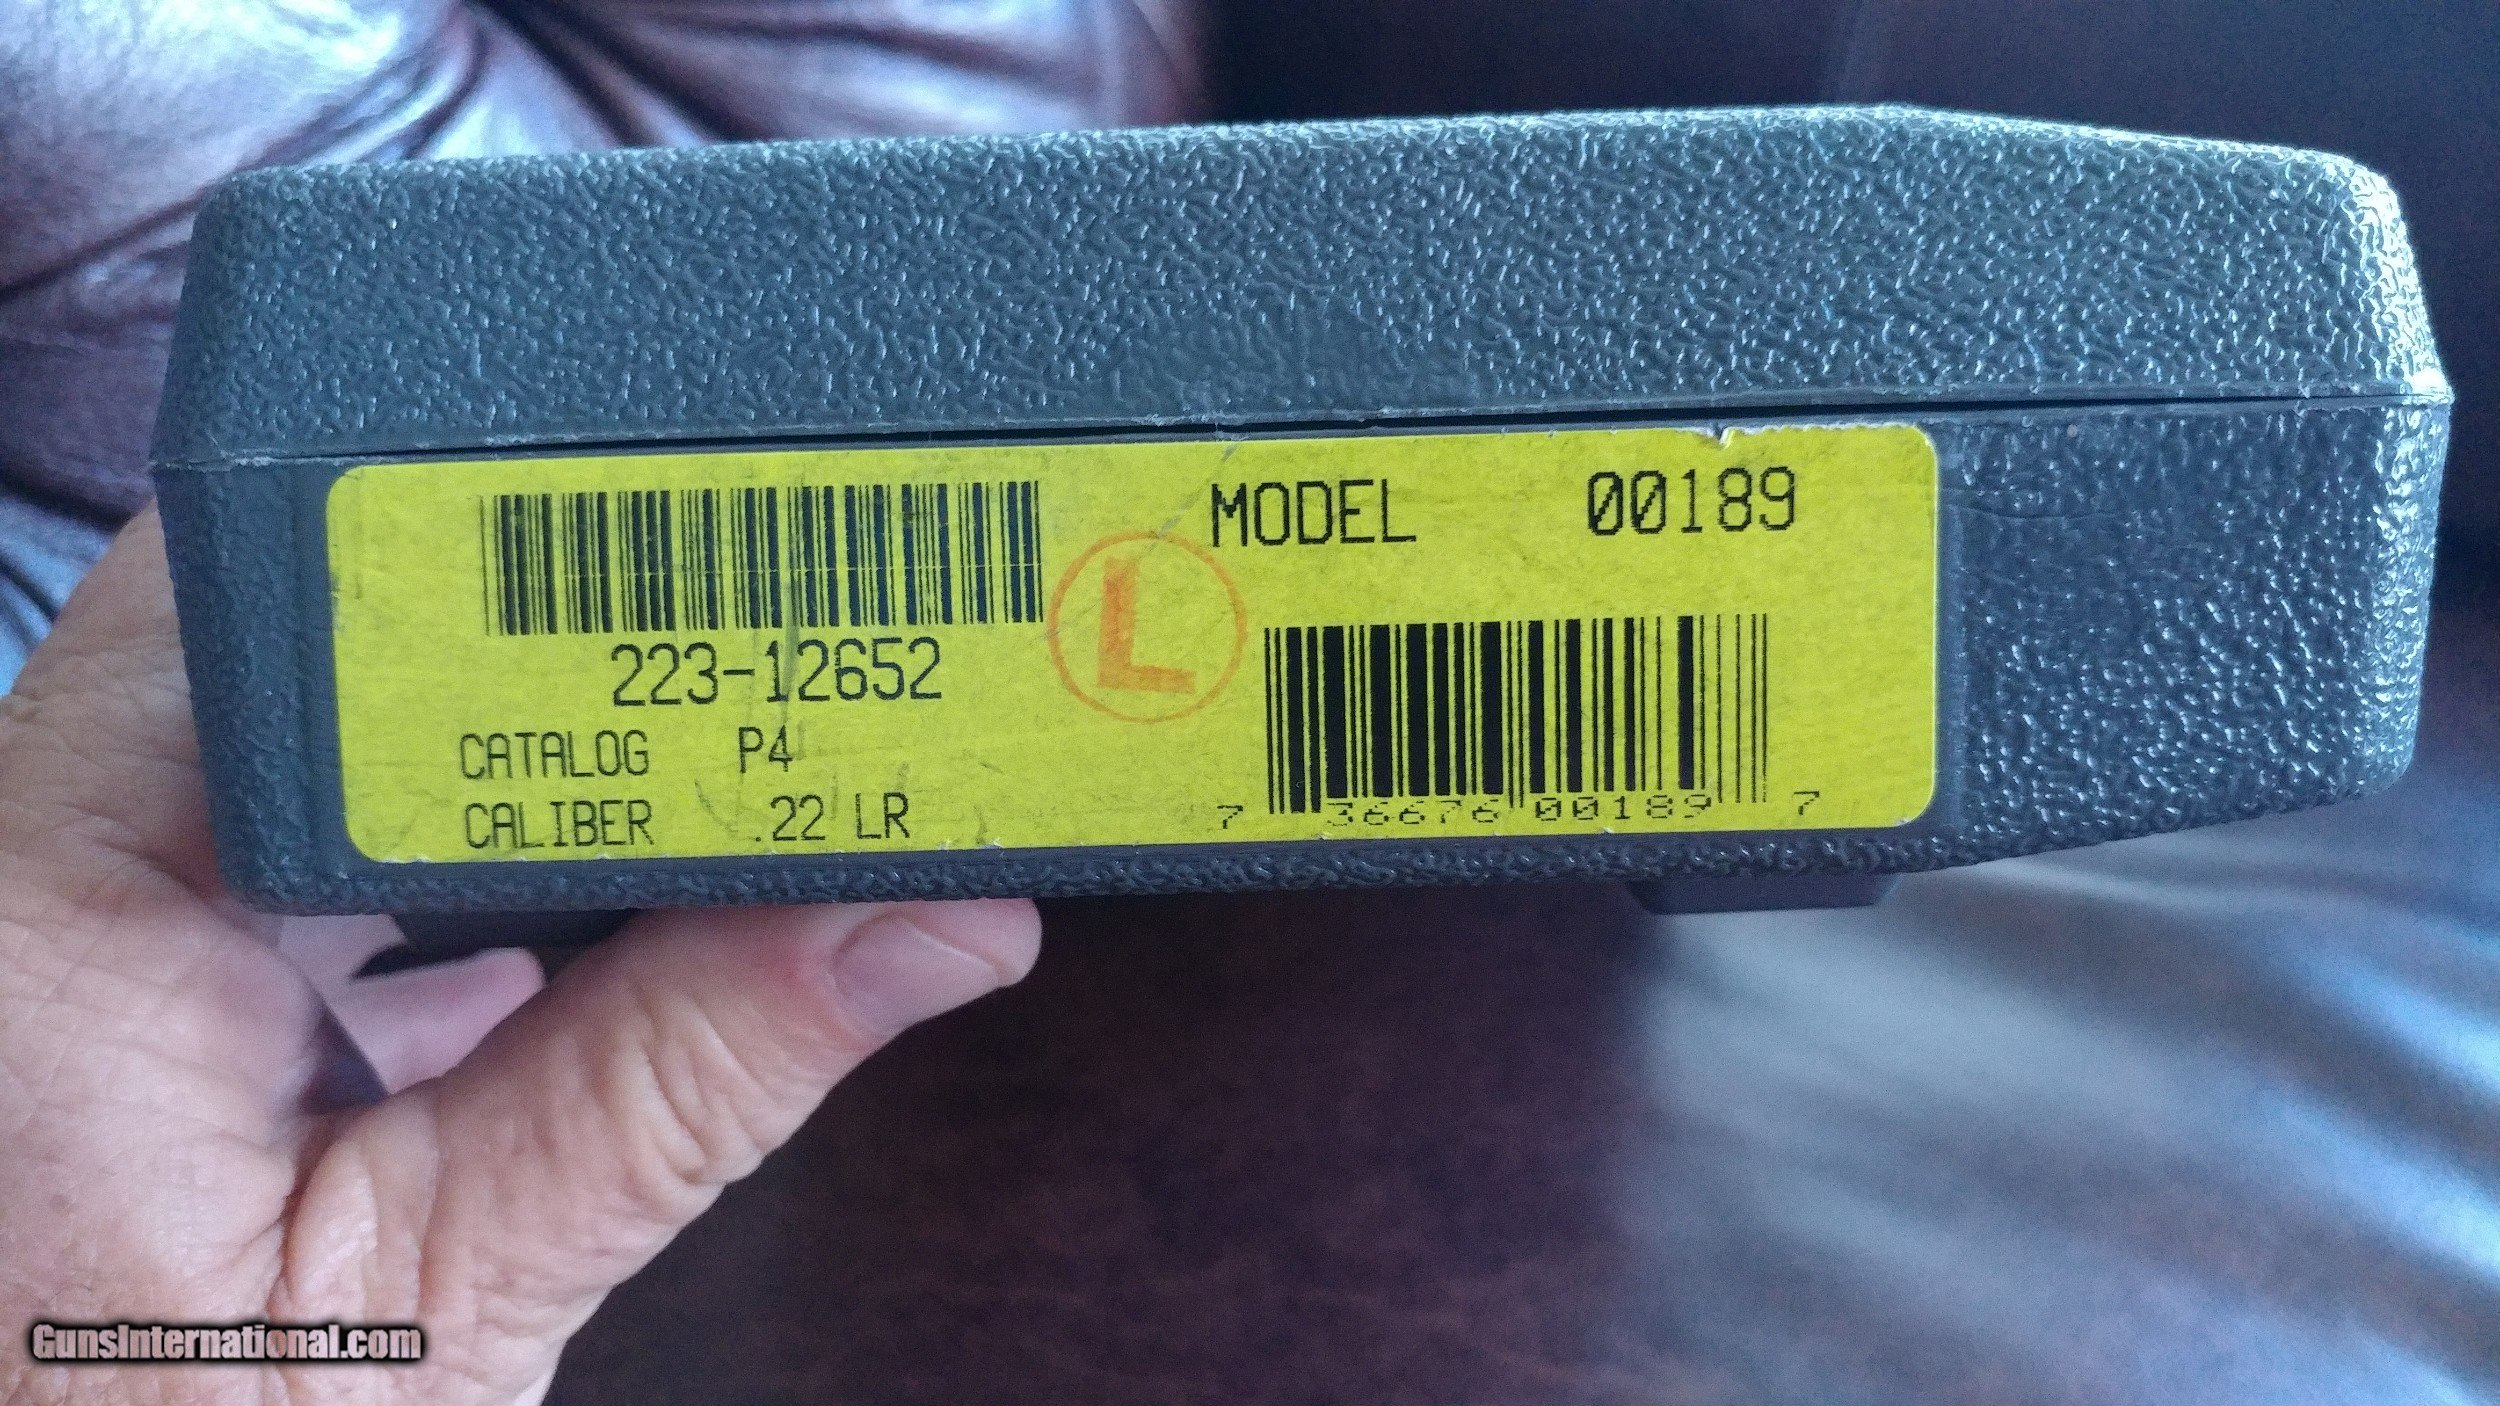 MODEL 00189
223-12652
L
CATALOG P4
CALIBER .22 LR
7 36676 00189 7
GunsInternational.com